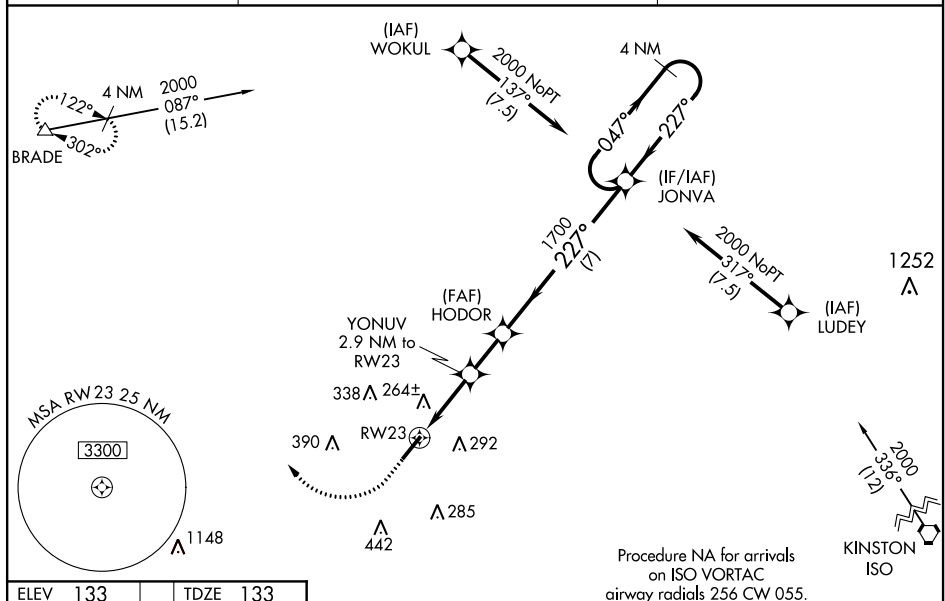 (IAF)
WOKUL
2000 NoPT
137°
(7.5)
4 NM
047°
227°
4 NM
2000
087°
(15.2)
122°
302°
BRADE
(IF/IAF)
JONVA
1700
227°
(7)
2000 NoPT
317°
(7.5)
1252
(IAF)
LUDEY
(FAF)
HODOR
YONUV
2.9 NM to
RW23
338 264±
390
RW23
292
MSA RW23 25 NM
3300
1148
285
442
2000
336°
(12)
KINSTON
ISO
Procedure NA for arrivals
on ISO VORTAC
airway radials 256 CW 055.
ELEV 133 TDZE 133